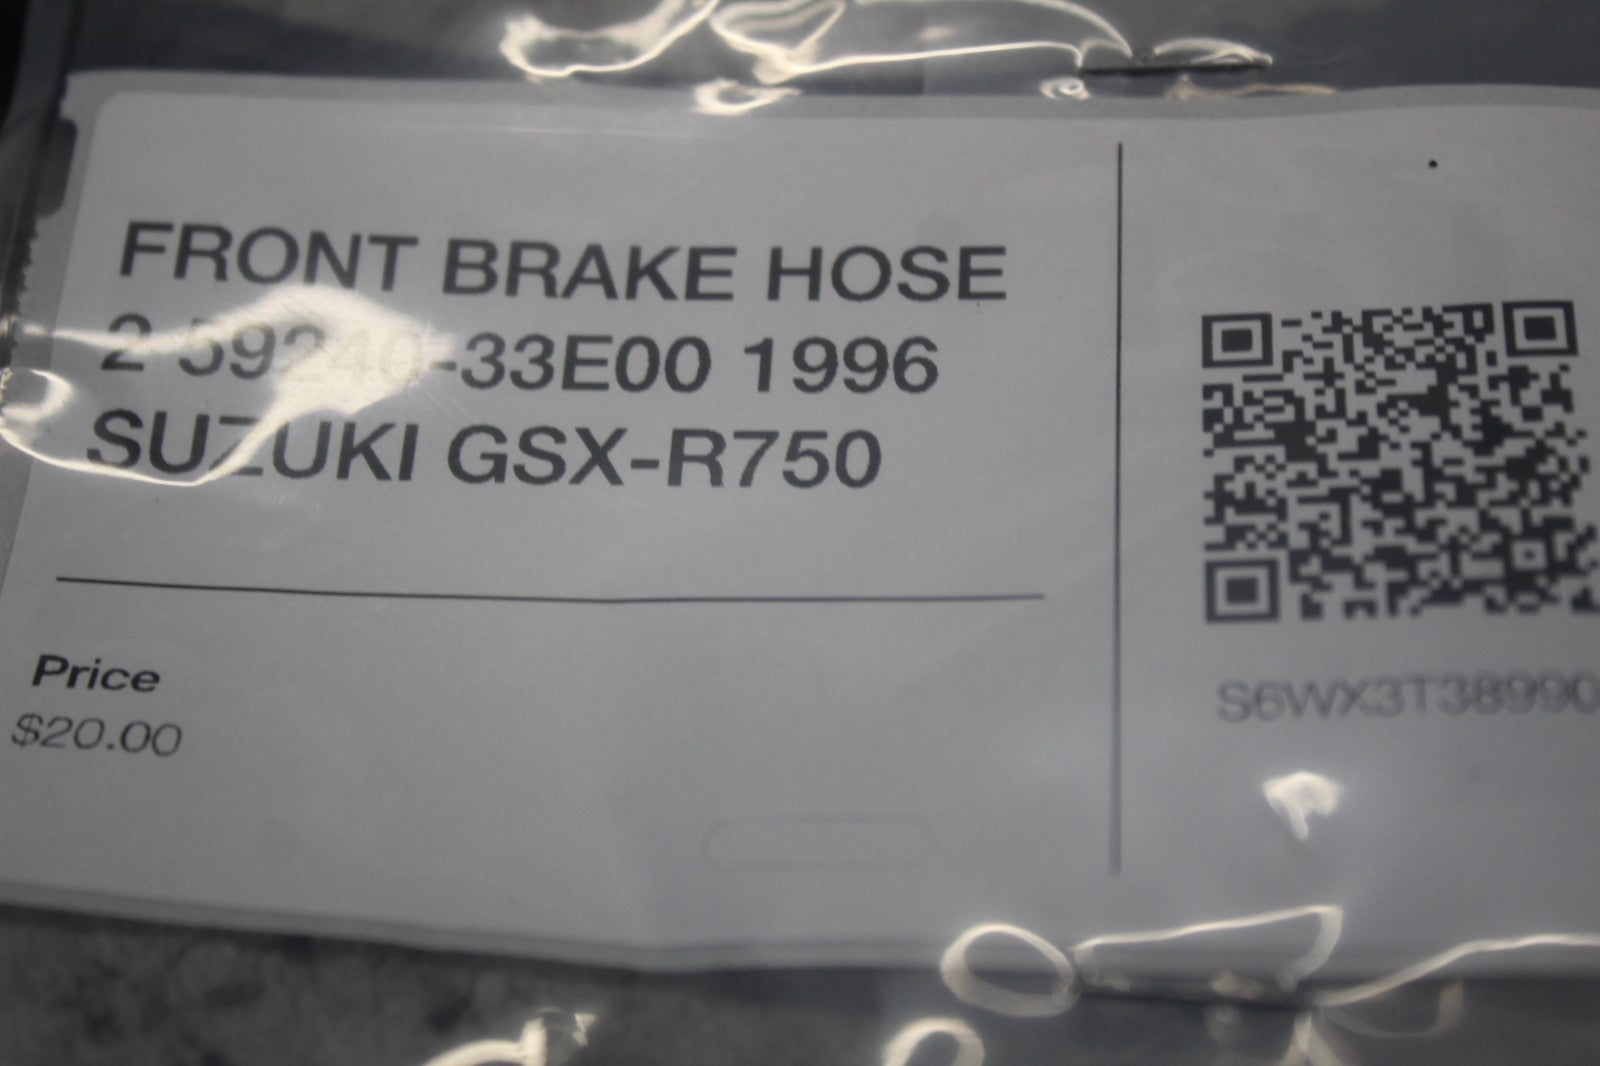 FRONT BRAKE HOSE
2 59240-33E00 1996
SUZUKI GSX-R750
Price
$20.00
S6WX3T38990